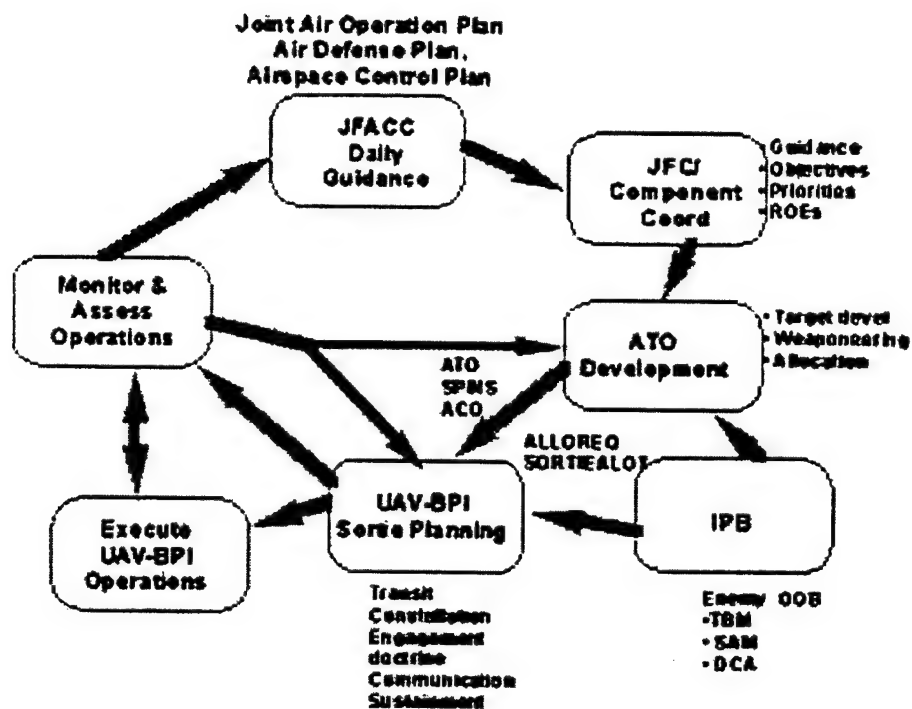 Joint Air Operation Plan
Air Defense Plan,
Airspace Control Plan
JFACC
Daily
Guidance
JFC/
Component
Coord
• Guidance
• Objectives
• Priorities
• ROEs
Monitor &
Assess
Operations
ATO
Development
• Target devel
• Weaponeering
• Allocation
ATO
SPINS
ACO
ALLOREQ
SORTIEALOT
UAV-BPI
Sortie Planning
IPB
Execute
UAV-BPI
Operations
Transit
Constellation
Engagement
doctrine
Communication
Sustainment
Enemy OOB
•TBM
• SAM
• DCA